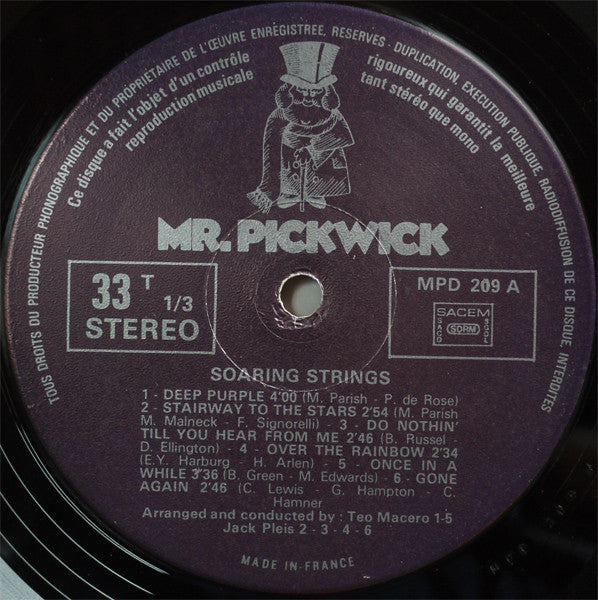 TOUS DROITS DU PRODUCTEUR PHONOGRAPHIQUE ET DU PROPRIÉTAIRE DE L'ŒUVRE ENREGISTRÉE, RESERVES - DUPLICATION, EXECUTION PUBLIQUE, RADIODIFFUSION DE CE DISQUE, INTERDITES
Ce disque a fait l'objet d'un contrôle rigoureux qui garantit la meilleure
reproduction musicale tant stéréo que mono
MR. PICKWICK
33 T 1/3
STEREO
MPD 209 A
SACEM
SACD SDRM SGDL
SOARING STRINGS
1 - DEEP PURPLE 4'00 (M. Parish - P. de Rose)
2 - STAIRWAY TO THE STARS 2'54 (M. Parish
M. Malneck - F. Signorelli) - 3 - DO NOTHIN'
TILL YOU HEAR FROM ME 2'46 (B. Russel -
D. Ellington) - 4 - OVER THE RAINBOW 2'34
(E.Y. Harburg - H. Arlen) - 5 - ONCE IN A
WHILE 3'36 (B. Green - M. Edwards) - 6 - GONE
AGAIN 2'46 (C. Lewis - G. Hampton - C.
Hamner
Arranged and conducted by : Teo Macero 1-5
Jack Pleis 2 - 3 - 4 - 6
MADE IN-FRANCE